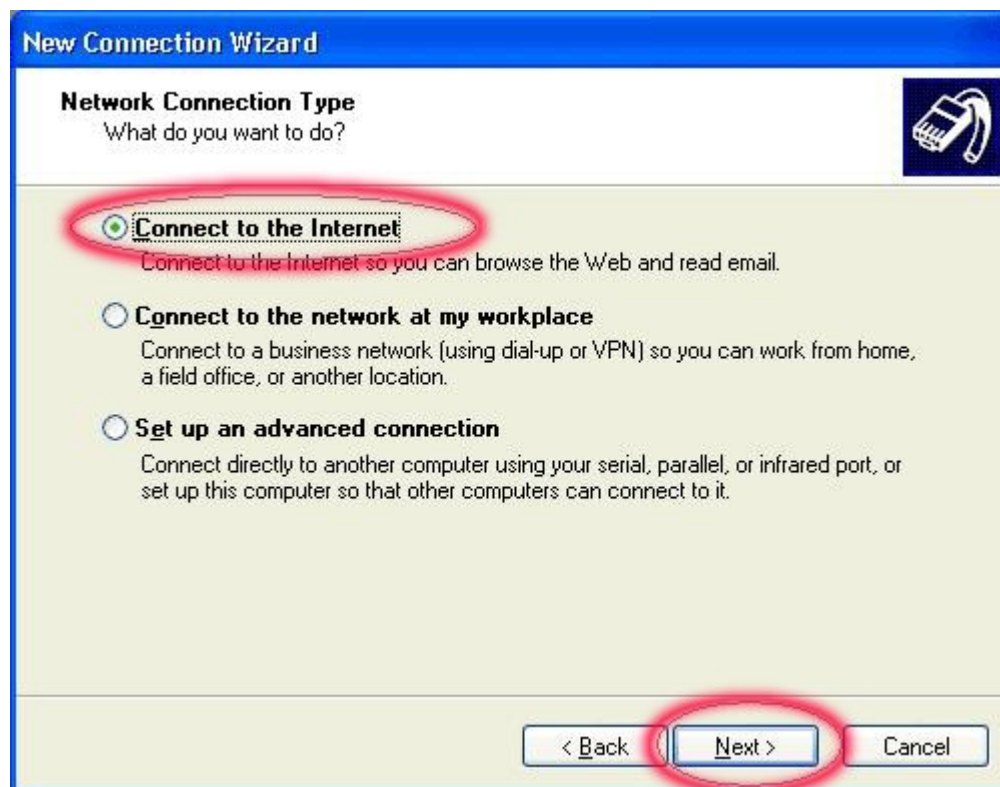 New Connection Wizard
Network Connection Type
What do you want to do?
Connect to the Internet
Connect to the Internet so you can browse the Web and read email.
Connect to the network at my workplace
Connect to a business network (using dial-up or VPN) so you can work from home,
a field office, or another location.
Set up an advanced connection
Connect directly to another computer using your serial, parallel, or infrared port, or
set up this computer so that other computers can connect to it.
< Back Next > Cancel